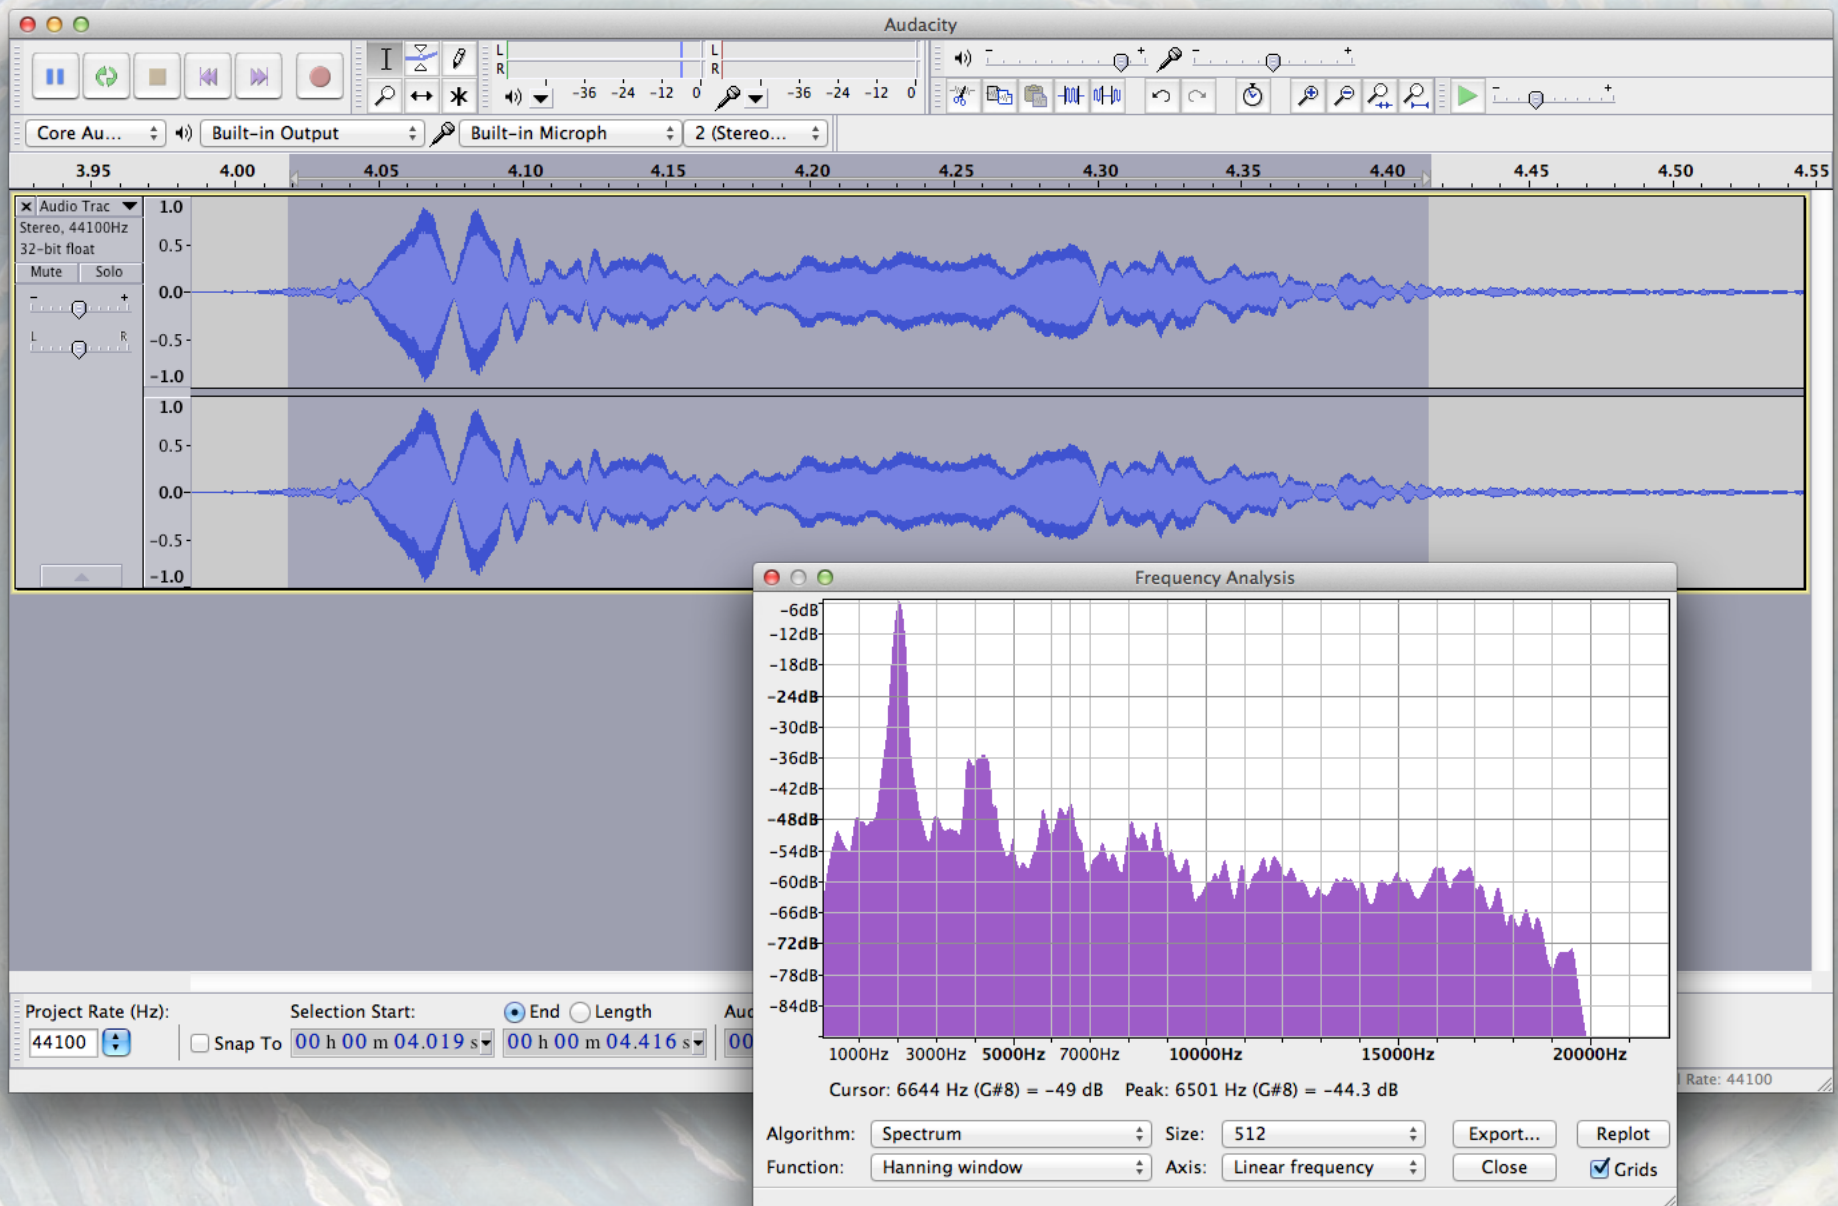 Audacity
L
R
-36 -24 -12 0
L
R
-36 -24 -12 0
Core Au...
Built-in Output
Built-in Microph
2 (Stereo...
3.95 4.00 4.05 4.10 4.15 4.20 4.25 4.30 4.35 4.40 4.45 4.50 4.55
Audio Trac
Stereo, 44100Hz
32-bit float
Mute Solo
- +
L R
1.0
0.5-
0.0-
-0.5-
-1.0
1.0
0.5-
0.0-
-0.5-
-1.0
Frequency Analysis
-6dB
-12dB
-18dB
-24dB
-30dB
-36dB
-42dB
-48dB
-54dB
-60dB
-66dB
-72dB
-78dB
-84dB
1000Hz 3000Hz 5000Hz 7000Hz 10000Hz 15000Hz 20000Hz
Cursor: 6644 Hz (G#8) = -49 dB Peak: 6501 Hz (G#8) = -44.3 dB
Algorithm: Spectrum Size: 512 Export... Replot
Function: Hanning window Axis: Linear frequency Close Grids
Project Rate (Hz): Selection Start: End Length
44100 Snap To 00 h 00 m 04.019 s 00 h 00 m 04.416 s 00
Rate: 44100